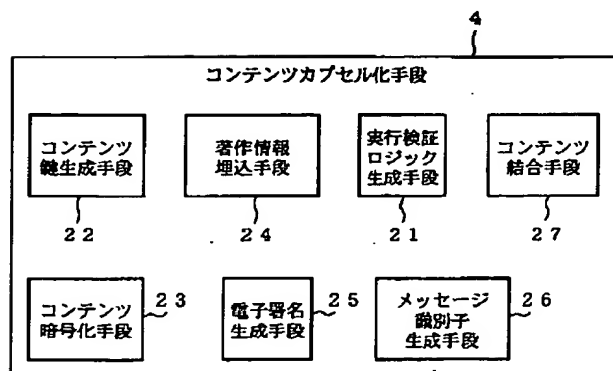 4
コンテンツカプセル化手段
コンテンツ
鍵生成手段
著作情報
埋込手段
実行検証
ロジック
生成手段
コンテンツ
結合手段
22
24
21
27
コンテンツ
暗号化手段
23
電子署名
生成手段
25
メッセージ
識別子
生成手段
26